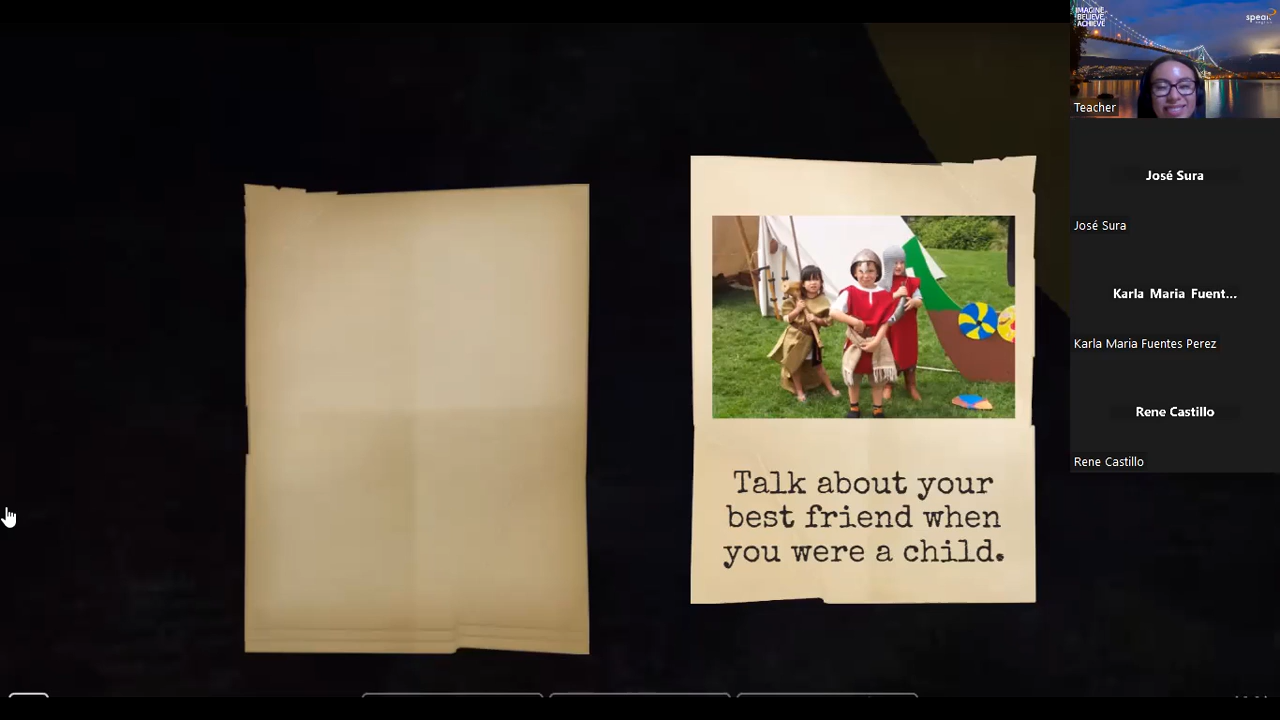 Talk about your
best friend when
you were a child.
IMAGINE
BELIEVE
ACHIEVE
speak
Teacher
José Sura
José Sura
Karla Maria Fuent...
Karla Maria Fuentes Perez
Rene Castillo
Rene Castillo